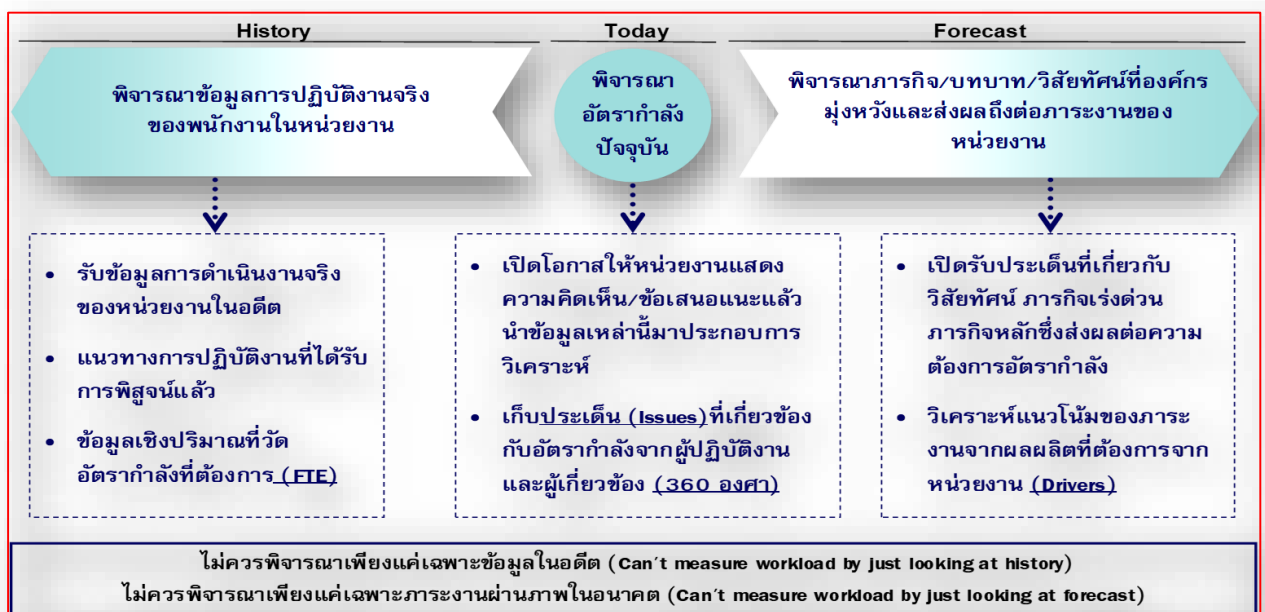 History
Today
Forecast
พิจารณาข้อมูลการปฏิบัติงานจริง
ของพนักงานในหน่วยงาน
พิจารณา
อัตรากำลัง
ปัจจุบัน
พิจารณาภารกิจ/บทบาท/วิสัยทัศน์ที่องค์กร
มุ่งหวังและส่งผลถึงต่อภาระงานของ
หน่วยงาน
• รับข้อมูลการดำเนินงานจริง
ของหน่วยงานในอดีต
• แนวทางการปฏิบัติงานที่ได้รับ
การพิสูจน์แล้ว
• ข้อมูลเชิงปริมาณที่วัด
อัตรากำลังที่ต้องการ (FTE)
• เปิดโอกาสให้หน่วยงานแสดง
ความคิดเห็น/ข้อเสนอแนะแล้ว
นำข้อมูลเหล่านี้มาประกอบการ
วิเคราะห์
• เก็บประเด็น (Issues)ที่เกี่ยวข้อง
กับอัตรากำลังจากผู้ปฏิบัติงาน
และผู้เกี่ยวข้อง (360 องศา)
• เปิดรับประเด็นที่เกี่ยวกับ
วิสัยทัศน์ ภารกิจเร่งด่วน
ภารกิจหลักซึ่งส่งผลต่อความ
ต้องการอัตรากำลัง
• วิเคราะห์แนวโน้มของภาระ
งานจากผลผลิตที่ต้องการจาก
หน่วยงาน (Drivers)
ไม่ควรพิจารณาเพียงแค่เฉพาะข้อมูลในอดีต (Can't measure workload by just looking at history)
ไม่ควรพิจารณาเพียงแค่เฉพาะภาระงานผ่านภาพในอนาคต (Can't measure workload by just looking at forecast)